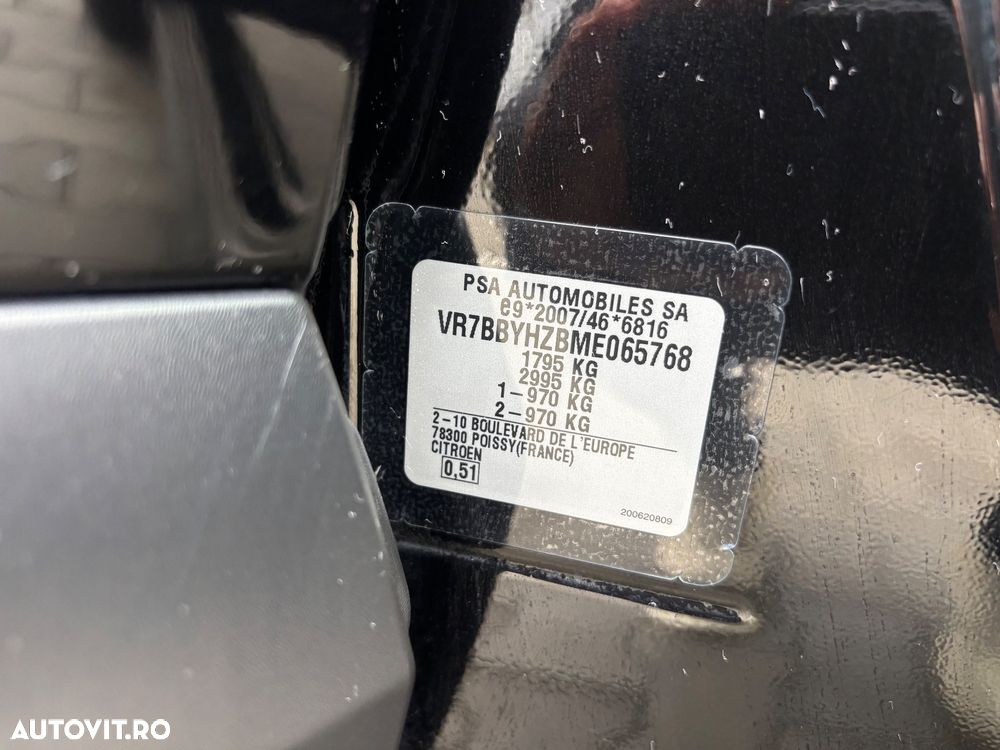 PSA AUTOMOBILES SA
e9*2007/46*6816
VR7BBYHZBME065768
1795 KG
2995 KG
1-970 KG
2-970 KG
2-10 BOULEVARD DE L'EUROPE
78300 POISSY(FRANCE)
CITROEN
0,51
200620809
AUTOVIT.RO